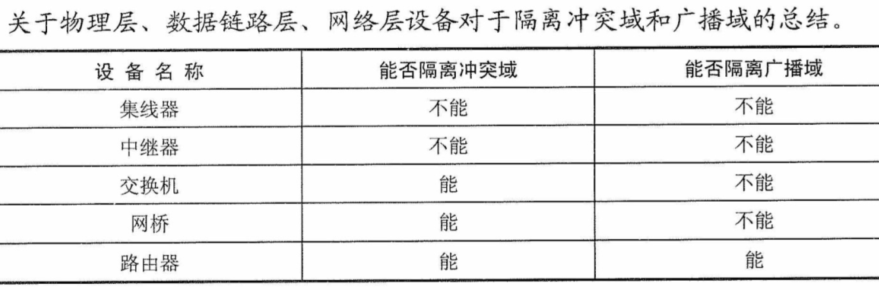 关于物理层、数据链路层、网络层设备对于隔离冲突域和广播域的总结。
设 备 名 称 能否隔离冲突域 能否隔离广播域
集线器 不能 不能
中继器 不能 不能
交换机 能 不能
网桥 能 不能
路由器 能 能